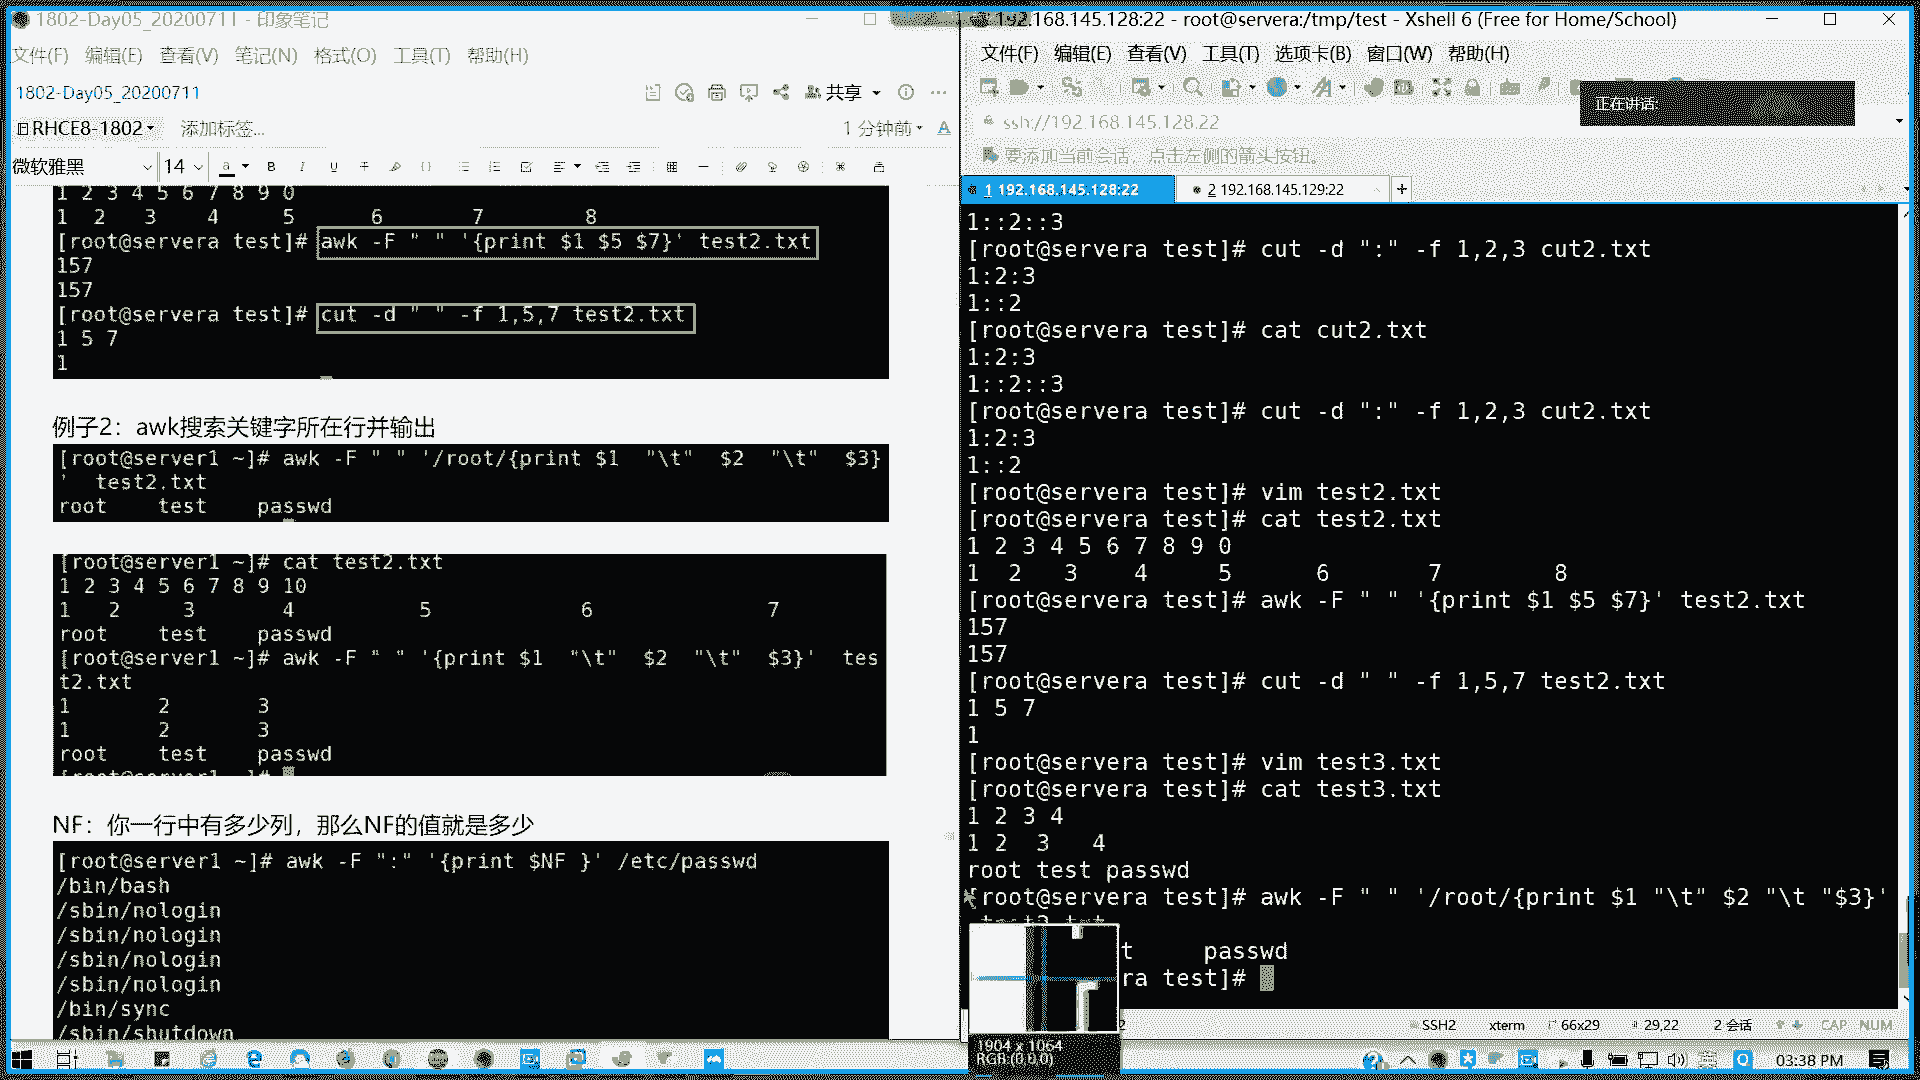 1802-Day05_20200711 - 印象笔记
文件(F) 编辑(E) 查看(V) 笔记(N) 格式(O) 工具(T) 帮助(H)
1802-Day05_20200711
共享
RHCE8-1802
添加标签...
1 分钟前
微软雅黑
14
1 2 3 4 5 6 7 8 9 0
1 2 3 4 5 6 7 8
[root@servera test]# awk -F " " '{print $1 $5 $7}' test2.txt
157
157
[root@servera test]# cut -d " " -f 1,5,7 test2.txt
1 5 7
1
例子2：awk搜索关键字所在行并输出
[root@server1 ~]# awk -F " " '/root/{print $1 "\t" $2 "\t" $3}
' test2.txt
root test passwd
[root@server1 ~]# cat test2.txt
1 2 3 4 5 6 7 8 9 10
1 2 3 4 5 6 7
root test passwd
[root@server1 ~]# awk -F " " '{print $1 "\t" $2 "\t" $3}' tes
t2.txt
1 2 3
1 2 3
root test passwd
[root@server1 ~]#
NF：你一行中有多少列，那么NF的值就是多少
[root@server1 ~]# awk -F ":" '{print $NF }' /etc/passwd
/bin/bash
/sbin/nologin
/sbin/nologin
/sbin/nologin
/sbin/nologin
/bin/sync
/sbin/shutdown
192.168.145.128:22 - root@servera:/tmp/test - Xshell 6 (Free for Home/School)
文件(F) 编辑(E) 查看(V) 工具(T) 选项卡(B) 窗口(W) 帮助(H)
正在讲话:
ssh://192.168.145.128:22
要添加当前会话，点击左侧的箭头按钮。
1 192.168.145.128:22
2 192.168.145.129:22
1::2::3
[root@servera test]# cut -d ":" -f 1,2,3 cut2.txt
1:2:3
1::2
[root@servera test]# cat cut2.txt
1:2:3
1::2::3
[root@servera test]# cut -d ":" -f 1,2,3 cut2.txt
1:2:3
1::2
[root@servera test]# vim test2.txt
[root@servera test]# cat test2.txt
1 2 3 4 5 6 7 8 9 0
1 2 3 4 5 6 7 8
[root@servera test]# awk -F " " '{print $1 $5 $7}' test2.txt
157
157
[root@servera test]# cut -d " " -f 1,5,7 test2.txt
1 5 7
1
[root@servera test]# vim test3.txt
[root@servera test]# cat test3.txt
1 2 3 4
1 2 3 4
root test passwd
[root@servera test]# awk -F " " '/root/{print $1 "\t" $2 "\t "$3}'
t passwd
ra test]#
1904 x 1064
RGB:(0,0,0)
SSH2
xterm
66x29
29,22
2 会话
CAP
NUM
03:38 PM